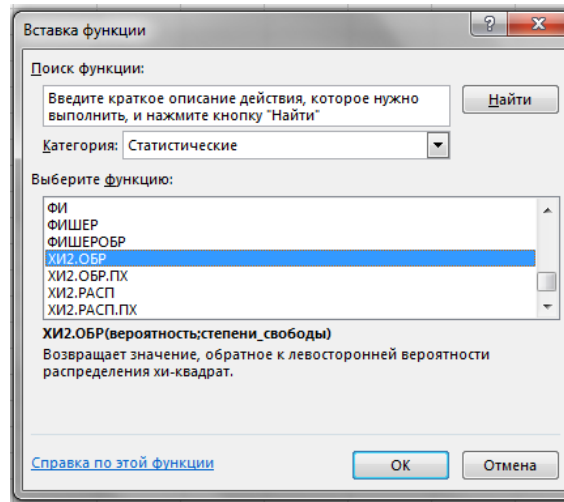 Вставка функции
Поиск функции:
Введите краткое описание действия, которое нужно
выполнить, и нажмите кнопку "Найти"
Найти
Категория: Статистические
Выберите функцию:
ФИ
ФИШЕР
ФИШЕРОБР
ХИ2.ОБР
ХИ2.ОБР.ПХ
ХИ2.РАСП
ХИ2.РАСП.ПХ
ХИ2.ОБР(вероятность;степени_свободы)
Возвращает значение, обратное к левосторонней вероятности
распределения хи-квадрат.
Справка по этой функции
ОК
Отмена